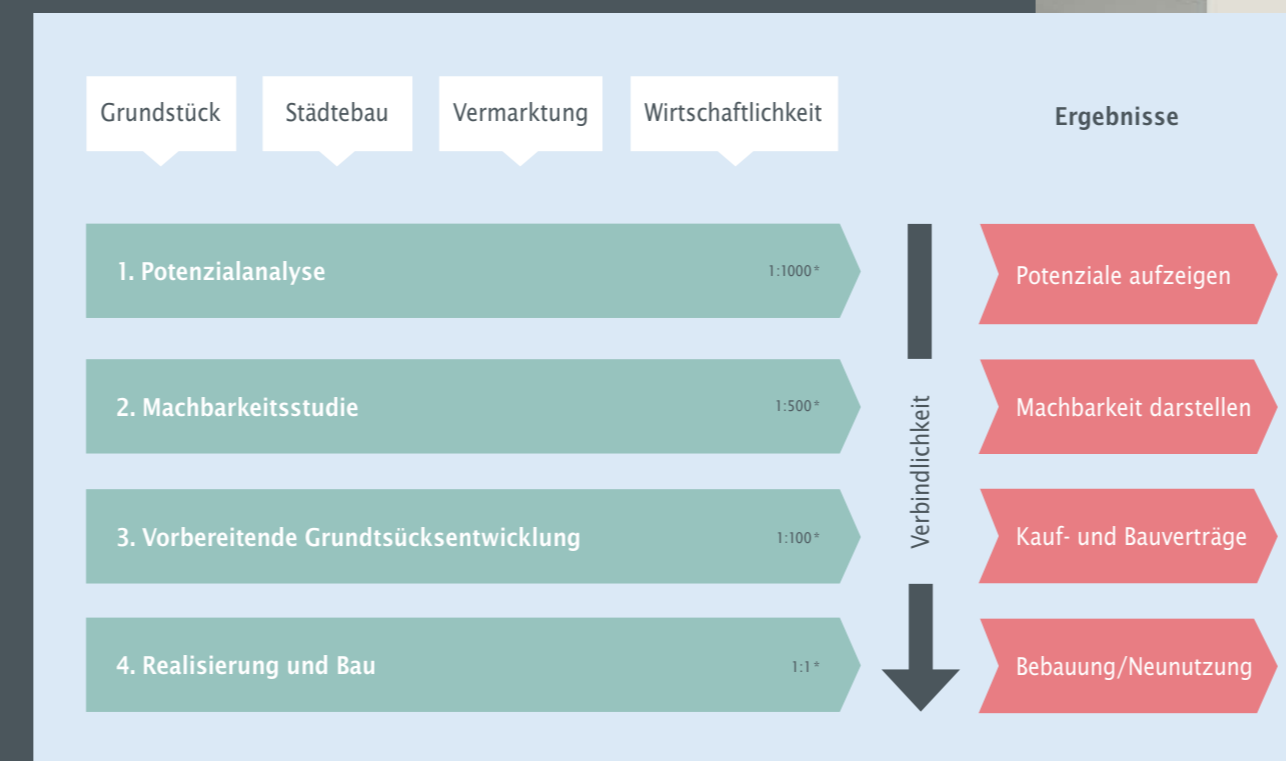 Grundstück
Städtebau
Vermarktung
Wirtschaftlichkeit
Ergebnisse
1. Potenzialanalyse 1:1000*
Potenziale aufzeigen
2. Machbarkeitsstudie 1:500*
Machbarkeit darstellen
Verbindlichkeit
3. Vorbereitende Grundtsücksentwicklung 1:100*
Kauf- und Bauverträge
4. Realisierung und Bau 1:1*
Bebauung/Neunutzung